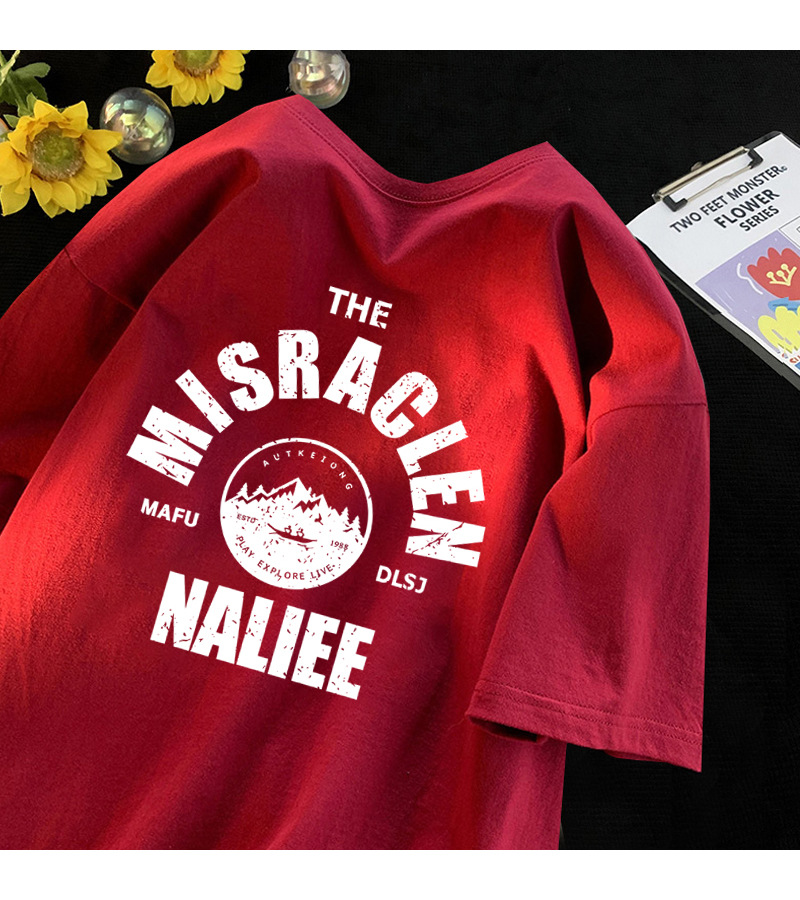 THE
MISRACLEN
AUTKEIONG
ESTD 1988
PLAY. EXPLORE LIVE.
MAFU
DLSJ
NALIEE
TWO FEET MONSTER
FLOWER
SERIES